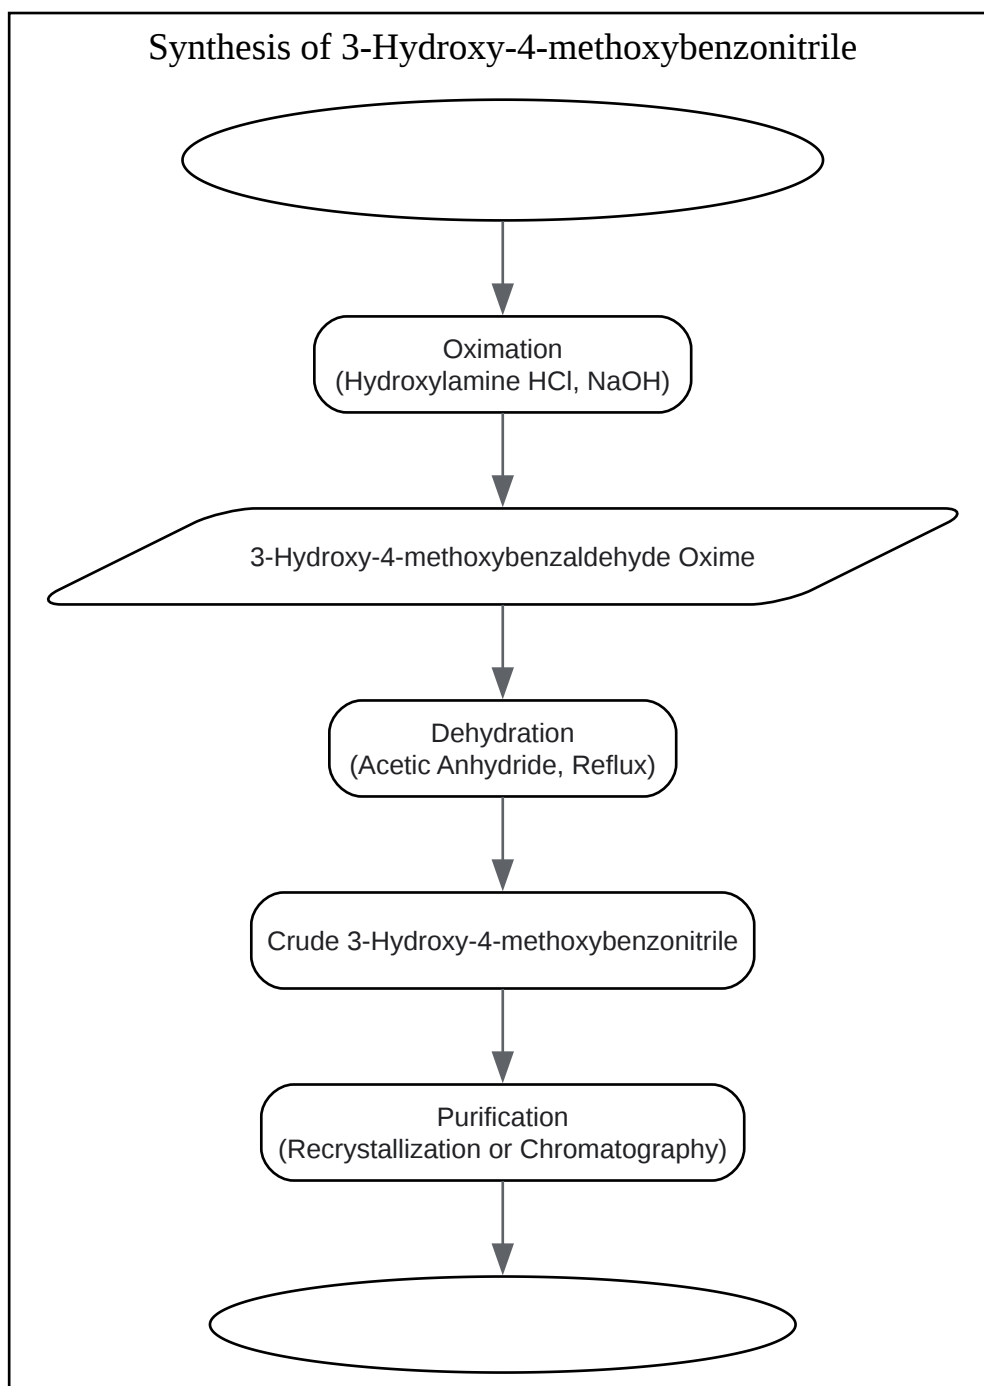 Synthesis of 3-Hydroxy-4-methoxybenzonitrile
Oximation
(Hydroxylamine HCl, NaOH)
3-Hydroxy-4-methoxybenzaldehyde Oxime
Dehydration
(Acetic Anhydride, Reflux)
Crude 3-Hydroxy-4-methoxybenzonitrile
Purification
(Recrystallization or Chromatography)